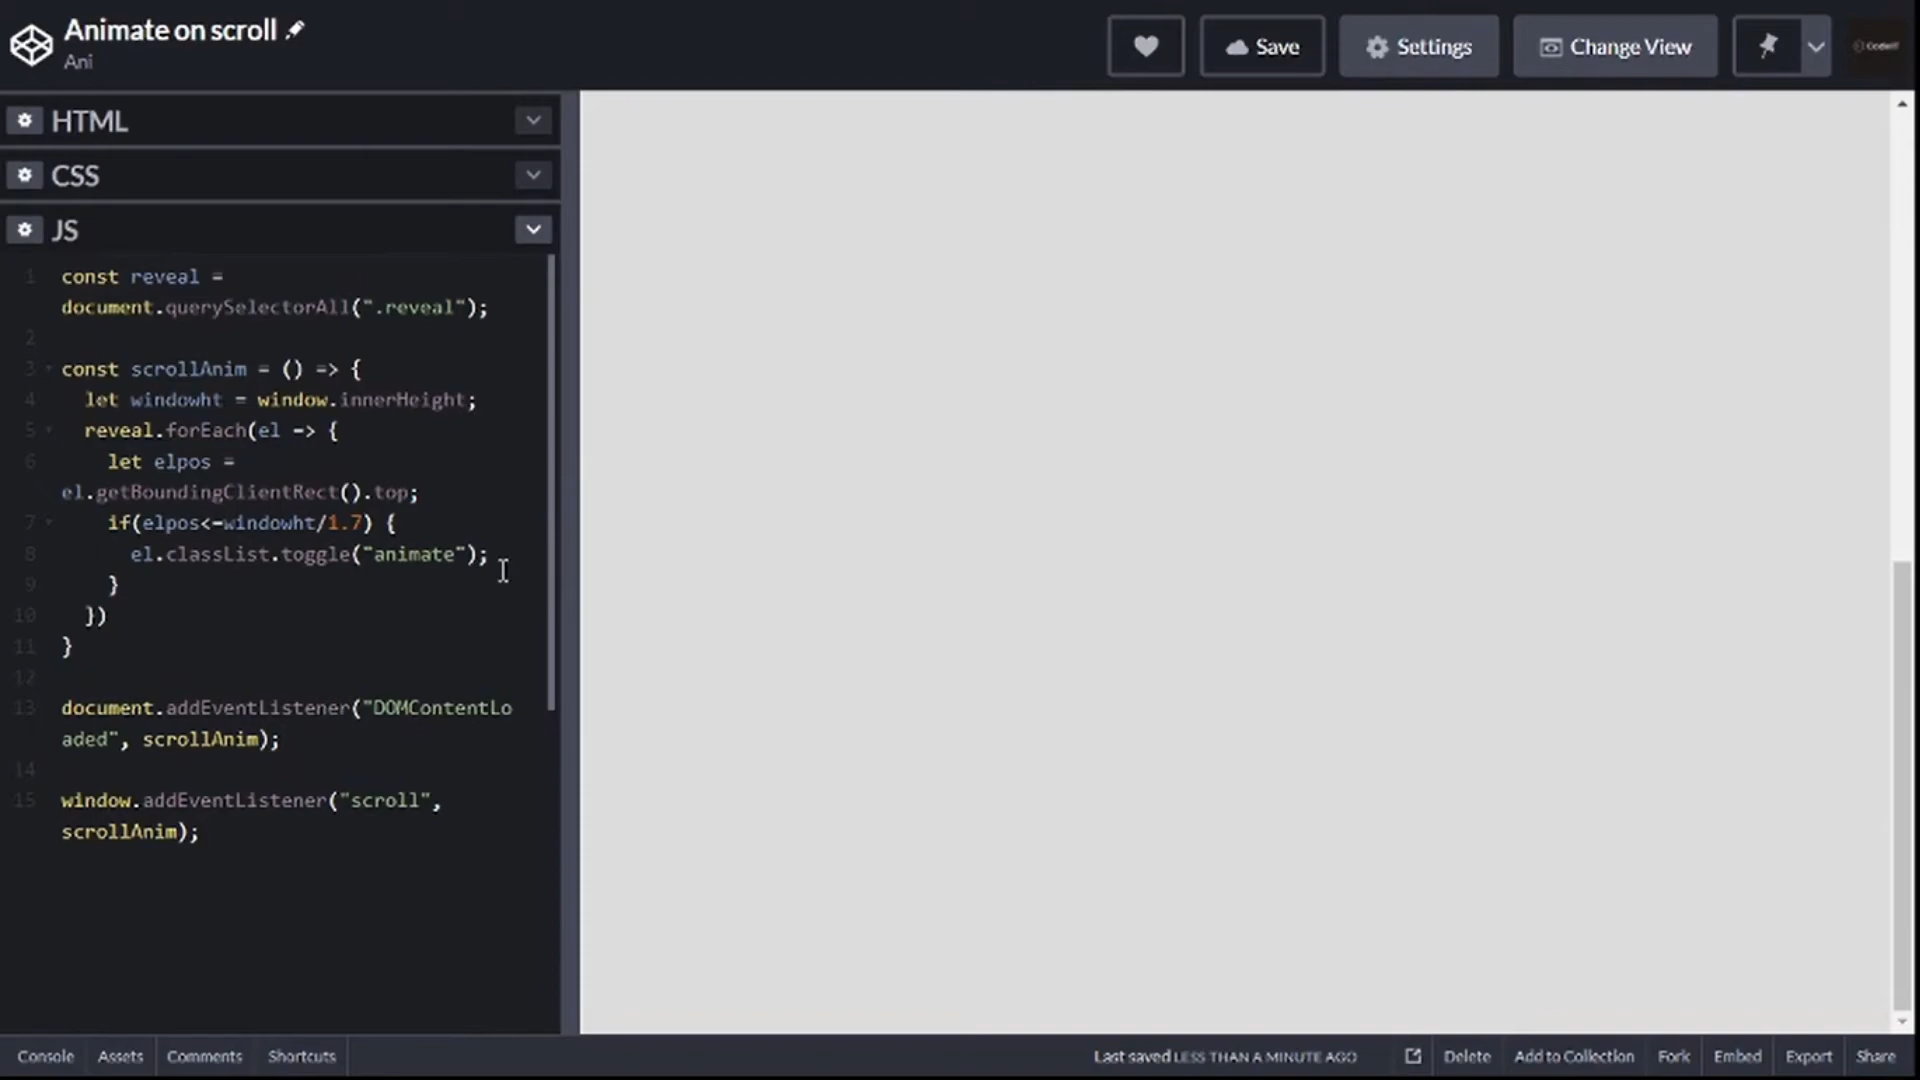 Animate on scroll
Ani
Save
Settings
Change View
HTML
CSS
JS
1 const reveal =
document.querySelectorAll(".reveal");
2
3 const scrollAnim = () => {
4 let windowht = window.innerHeight;
5 reveal.forEach(el => {
6 let elpos =
el.getBoundingClientRect().top;
7 if(elpos<=windowht/1.7) {
8 el.classList.toggle("animate");
9 }
10 })
11 }
12
13 document.addEventListener("DOMContentLo
aded", scrollAnim);
14
15 window.addEventListener("scroll",
scrollAnim);
Console Assets Comments Shortcuts Last saved LESS THAN A MINUTE AGO Delete Add to Collection Fork Embed Export Share